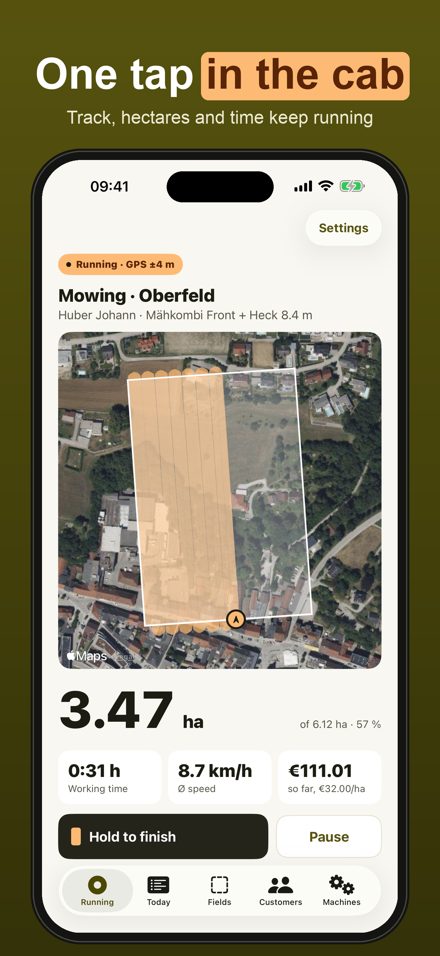 One tap in the cab
Track, hectares and time keep running
09:41
Settings
Running · GPS ±4 m
Mowing · Oberfeld
Huber Johann · Mähkombi Front + Heck 8.4 m
Maps
3.47 ha
of 6.12 ha · 57 %
0:31 h
Working time
8.7 km/h
Ø speed
€111.01
so far, €32.00/ha
Hold to finish
Pause
Running
Today
Fields
Customers
Machines